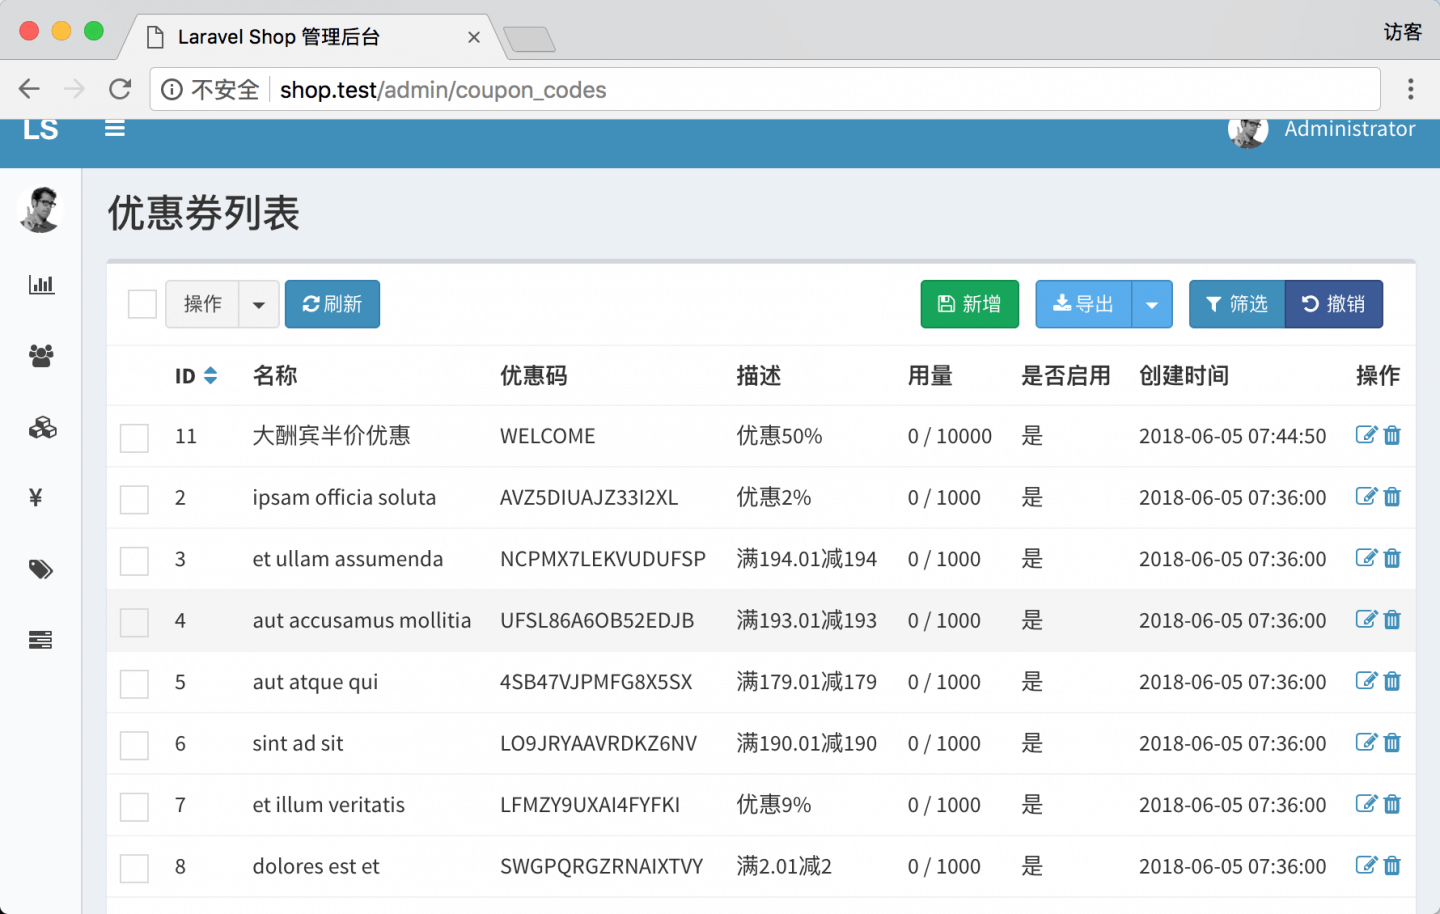 Laravel Shop 管理后台
访客
不安全 shop.test/admin/coupon_codes
LS Administrator
优惠券列表
操作 刷新 新增 导出 筛选 撤销
ID 名称 优惠码 描述 用量 是否启用 创建时间 操作
11 大酬宾半价优惠 WELCOME 优惠50% 0 / 10000 是 2018-06-05 07:44:50
2 ipsam officia soluta AVZ5DIUAJZ33I2XL 优惠2% 0 / 1000 是 2018-06-05 07:36:00
3 et ullam assumenda NCPMX7LEKVUDUFSP 满194.01减194 0 / 1000 是 2018-06-05 07:36:00
4 aut accusamus mollitia UFSL86A6OB52EDJB 满193.01减193 0 / 1000 是 2018-06-05 07:36:00
5 aut atque qui 4SB47VJPMFG8X5SX 满179.01减179 0 / 1000 是 2018-06-05 07:36:00
6 sint ad sit LO9JRYAAVRDKZ6NV 满190.01减190 0 / 1000 是 2018-06-05 07:36:00
7 et illum veritatis LFMZY9UXAI4FYFKI 优惠9% 0 / 1000 是 2018-06-05 07:36:00
8 dolores est et SWGPQRGZRNAIXTVY 满2.01减2 0 / 1000 是 2018-06-05 07:36:00